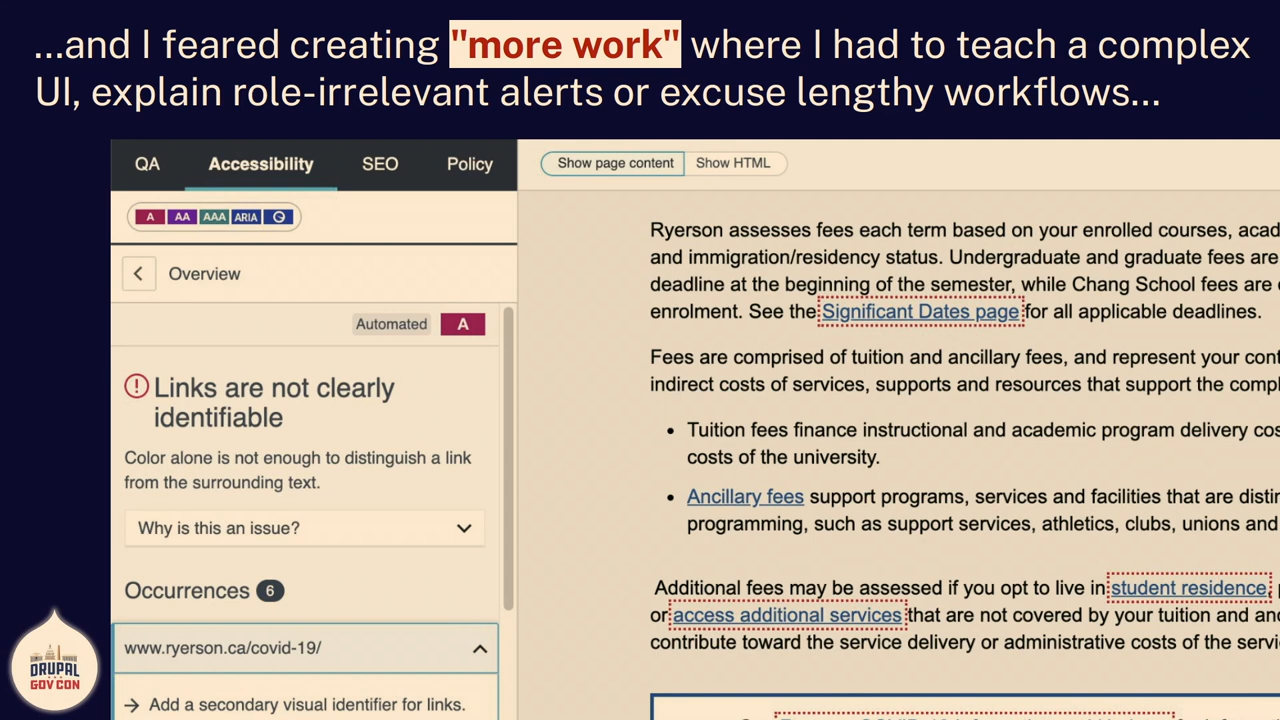 ...and I feared creating "more work" where I had to teach a complex
UI, explain role-irrelevant alerts or excuse lengthy workflows...
QA Accessibility SEO Policy
Show page content Show HTML
A AA AAA ARIA
Overview
Automated A
Links are not clearly
identifiable
Color alone is not enough to distinguish a link
from the surrounding text.
Why is this an issue?
Occurrences 6
www.ryerson.ca/covid-19/
Add a secondary visual identifier for links.
Ryerson assesses fees each term based on your enrolled courses, acad
and immigration/residency status. Undergraduate and graduate fees are
deadline at the beginning of the semester, while Chang School fees are
enrolment. See the Significant Dates page for all applicable deadlines.
Fees are comprised of tuition and ancillary fees, and represent your cont
indirect costs of services, supports and resources that support the compl
• Tuition fees finance instructional and academic program delivery cos
costs of the university.
• Ancillary fees support programs, services and facilities that are distin
programming, such as support services, athletics, clubs, unions and
Additional fees may be assessed if you opt to live in student residence,
or access additional services that are not covered by your tuition and anc
contribute toward the service delivery or administrative costs of the servi
DRUPAL
GOV CON